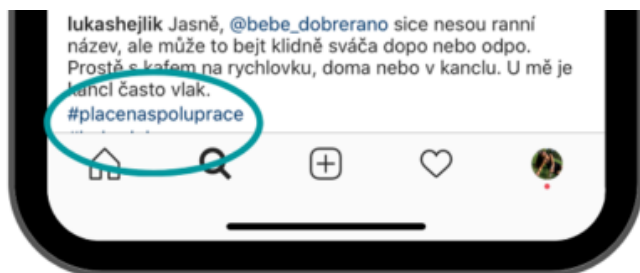 lukashejlik Jasně, @bebe_dobrerano sice nesou ranní
název, ale může to bejt klidně sváča dopo nebo odpo.
Prostě s kafem na rychlovku, doma nebo v kanclu. U mě je
kancl často vlak.
#placenaspoluprace